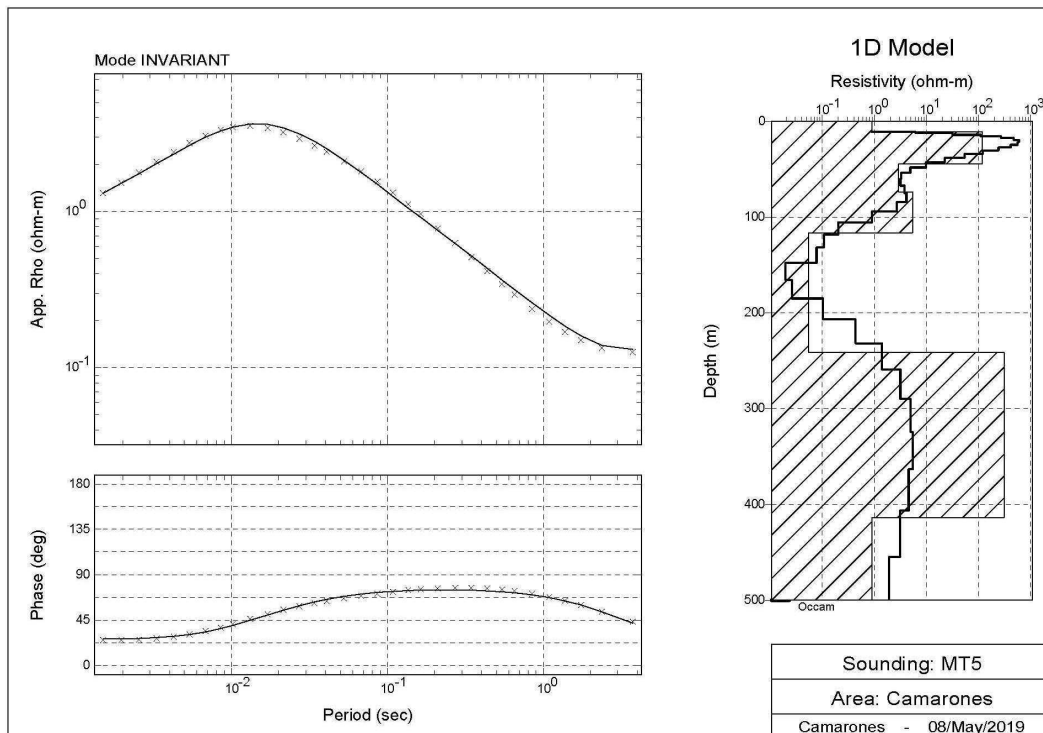 Mode INVARIANT
App. Rho (ohm-m)
10^0
10^-1
Phase (deg)
180
135
90
45
0
10^-2
10^-1
10^0
Period (sec)
1D Model
Resistivity (ohm-m)
10^-1
10^0
10^1
10^2
10^3
Depth (m)
0
100
200
300
400
500
Occam
Sounding: MT5
Area: Camarones
Camarones - 08/May/2019